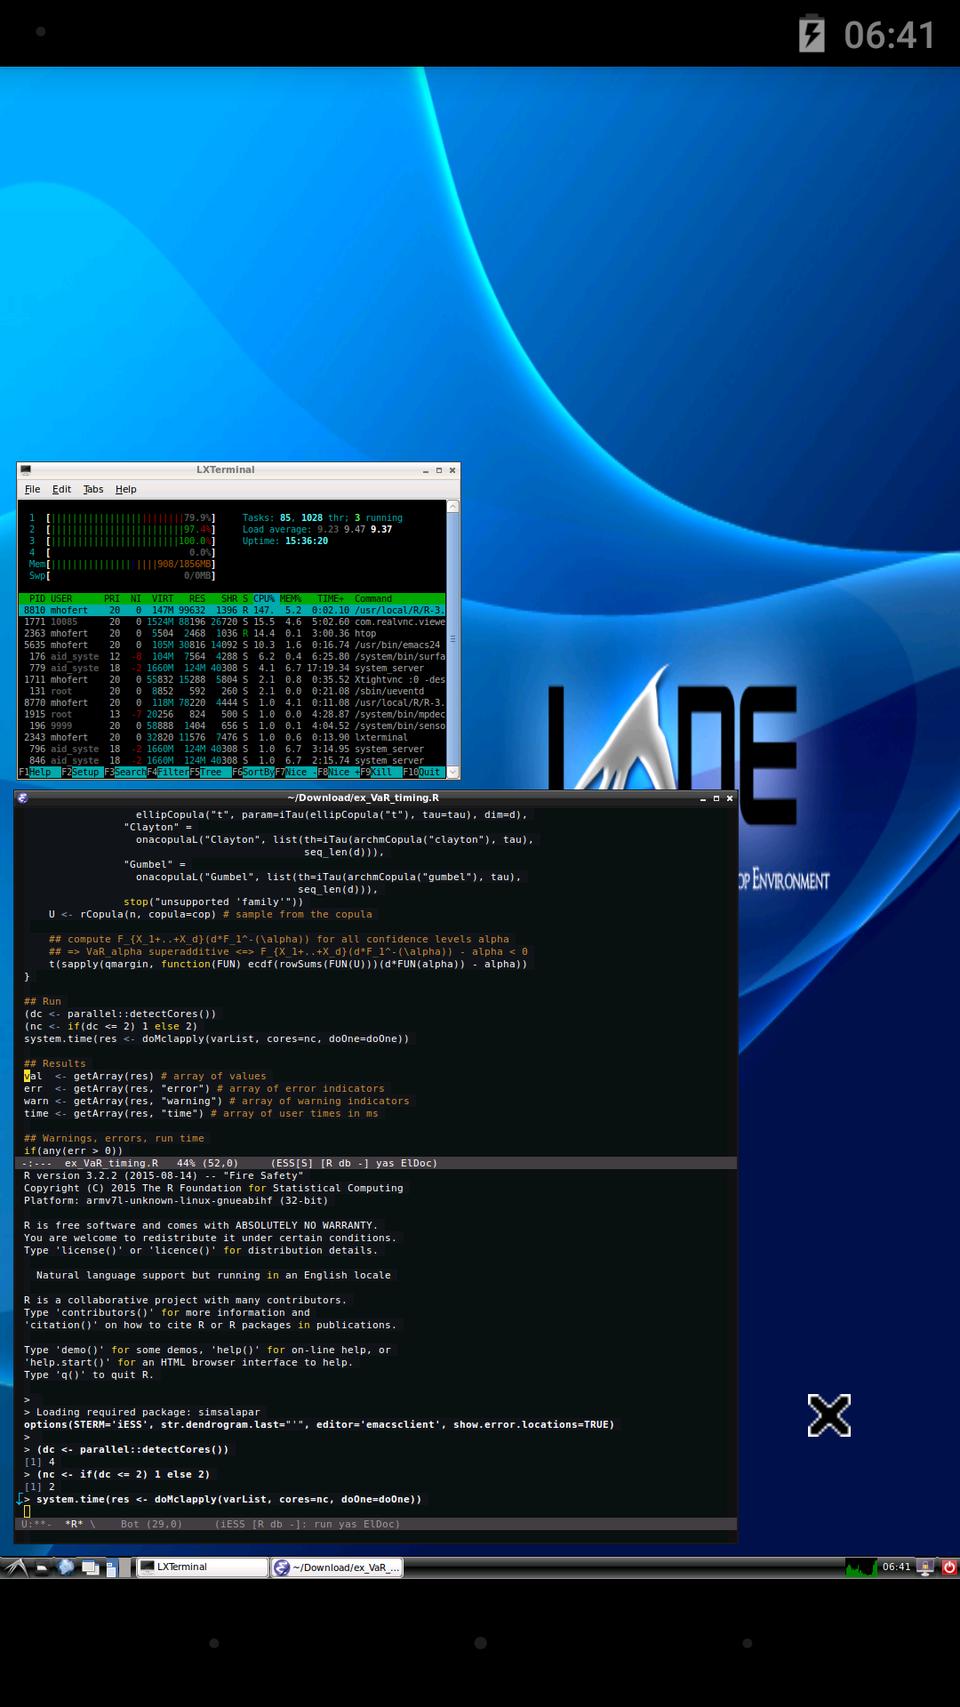 06:41
LXTerminal
File Edit Tabs Help
1 [||||||||||||||||||||||||79.9%] Tasks: 85, 1028 thr; 3 running
2 [||||||||||||||||||||||||97.4%] Load average: 9.23 9.47 9.37
3 [||||||||||||||||||||||||100.0%] Uptime: 15:36:20
4 [ 0.0%]
Mem[||||||||||||||||||||908/1856MB]
Swp[ 0/0MB]
PID USER PRI NI VIRT RES SHR S CPU% MEM% TIME+ Command
8810 mhofert 20 0 147M 99632 1396 R 147. 5.2 0:02.10 /usr/local/R/R-3.
1771 10085 20 0 1524M 88196 26720 S 15.5 4.6 5:02.60 com.realvnc.viewe
2363 mhofert 20 0 5504 2468 1036 R 14.4 0.1 3:00.36 htop
5635 mhofert 20 0 105M 30816 14092 S 10.3 1.6 0:16.74 /usr/bin/emacs24
176 aid_syste 12 -8 104M 7564 4288 S 6.2 0.4 6:25.80 /system/bin/surfa
779 aid_syste 18 -2 1660M 124M 40308 S 4.1 6.7 17:19.34 system_server
1711 mhofert 20 0 55832 15288 5804 S 2.1 0.8 0:35.52 Xtightvnc :0 -des
131 root 20 0 8852 592 260 S 2.1 0.0 0:21.08 /sbin/ueventd
8770 mhofert 20 0 118M 78220 4444 S 1.0 4.1 0:11.08 /usr/local/R/R-3.
1915 root 13 -7 20256 824 500 S 1.0 0.0 4:28.87 /system/bin/mpdec
196 9999 20 0 58888 1404 656 S 1.0 0.1 4:04.52 /system/bin/senso
2343 mhofert 20 0 32820 11576 7476 S 1.0 0.6 0:13.90 lxterminal
796 aid_syste 18 -2 1660M 124M 40308 S 1.0 6.7 3:14.95 system_server
846 aid_syste 18 -2 1660M 124M 40308 S 1.0 6.7 2:15.74 system_server
F1Help F2Setup F3SearchF4FilterF5Tree F6SortByF7Nice -F8Nice +F9Kill F10Quit
~/Download/ex_VaR_timing.R
ellipCopula("t", param=iTau(ellipCopula("t"), tau=tau), dim=d),
"Clayton" =
onacopulaL("Clayton", list(th=iTau(archmCopula("clayton"), tau),
seq_len(d))),
"Gumbel" =
onacopulaL("Gumbel", list(th=iTau(archmCopula("gumbel"), tau),
seq_len(d))),
stop("unsupported 'family'"))
U <- rCopula(n, copula=cop) # sample from the copula
## compute F_{X_1+..+X_d}(d*F_1^-(\alpha)) for all confidence levels alpha
## => VaR_alpha superadditive <=> F_{X_1+..+X_d}(d*F_1^-(\alpha)) - alpha < 0
t(sapply(qmargin, function(FUN) ecdf(rowSums(FUN(U)))(d*FUN(alpha)) - alpha))
}
## Run
(dc <- parallel::detectCores())
(nc <- if(dc <= 2) 1 else 2)
system.time(res <- doMclapply(varList, cores=nc, doOne=doOne))
## Results
val <- getArray(res) # array of values
err <- getArray(res, "error") # array of error indicators
warn <- getArray(res, "warning") # array of warning indicators
time <- getArray(res, "time") # array of user times in ms
## Warnings, errors, run time
if(any(err > 0))
-:--- ex_VaR_timing.R 44% (52,0) (ESS[S] [R db -] yas ElDoc)
R version 3.2.2 (2015-08-14) -- "Fire Safety"
Copyright (C) 2015 The R Foundation for Statistical Computing
Platform: armv7l-unknown-linux-gnueabihf (32-bit)
R is free software and comes with ABSOLUTELY NO WARRANTY.
You are welcome to redistribute it under certain conditions.
Type 'license()' or 'licence()' for distribution details.
Natural language support but running in an English locale
R is a collaborative project with many contributors.
Type 'contributors()' for more information and
'citation()' on how to cite R or R packages in publications.
Type 'demo()' for some demos, 'help()' for on-line help, or
'help.start()' for an HTML browser interface to help.
Type 'q()' to quit R.
>
> Loading required package: simsalapar
options(STERM='iESS', str.dendrogram.last="'", editor='emacsclient', show.error.locations=TRUE)
>
> (dc <- parallel::detectCores())
[1] 4
> (nc <- if(dc <= 2) 1 else 2)
[1] 2
> system.time(res <- doMclapply(varList, cores=nc, doOne=doOne))
U:**- *R* \ Bot (29,0) (iESS [R db -]: run yas ElDoc)
LXDE
OP ENVIRONMENT
LXTerminal
~/Download/ex_VaR_...
06:41